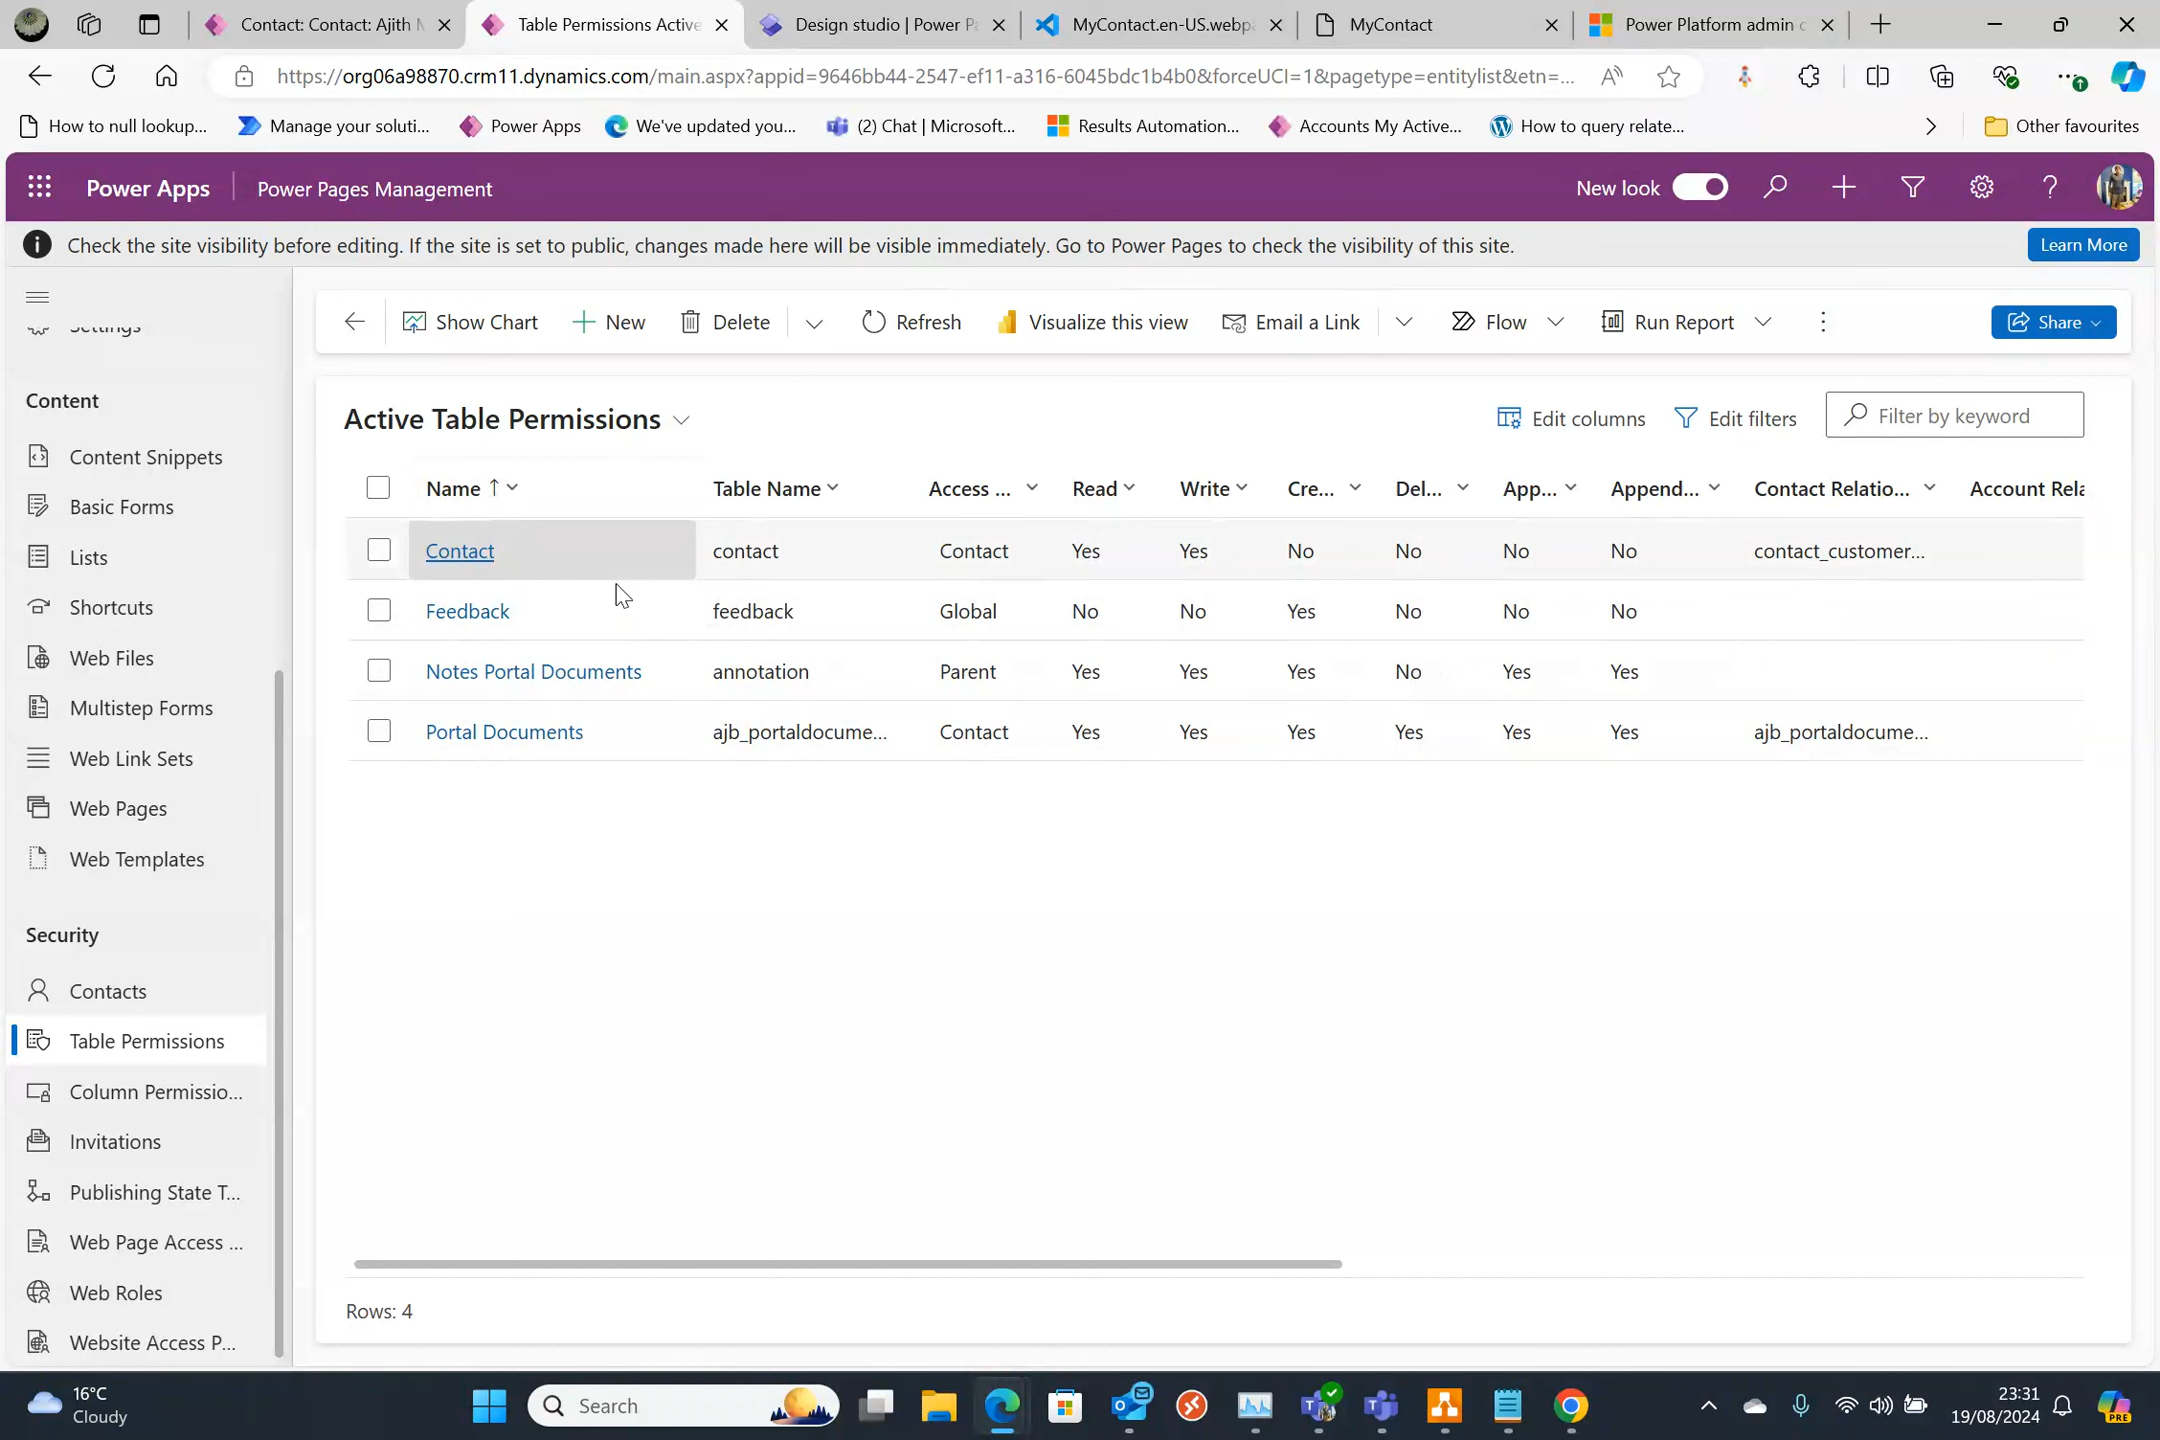 Contact: Contact: Ajith M
Table Permissions Active
Design studio | Power Pa
MyContact.en-US.webpa
MyContact
Power Platform admin c
https://org06a98870.crm11.dynamics.com/main.aspx?appid=9646bb44-2547-ef11-a316-6045bdc1b4b0&forceUCI=1&pagetype=entitylist&etn=...
How to null lookup...
Manage your soluti...
Power Apps
We've updated you...
(2) Chat | Microsoft...
Results Automation...
Accounts My Active...
How to query relate...
Other favourites
Power Apps
Power Pages Management
New look
Check the site visibility before editing. If the site is set to public, changes made here will be visible immediately. Go to Power Pages to check the visibility of this site.
Learn More
Settings
Show Chart
New
Delete
Refresh
Visualize this view
Email a Link
Flow
Run Report
Share
Content
Content Snippets
Basic Forms
Lists
Shortcuts
Web Files
Multistep Forms
Web Link Sets
Web Pages
Web Templates
Security
Contacts
Table Permissions
Column Permissio...
Invitations
Publishing State T...
Web Page Access ...
Web Roles
Website Access P...
Active Table Permissions
Edit columns
Edit filters
Filter by keyword
Name ↑ Table Name Access ... Read Write Cre... Del... App... Append... Contact Relatio... Account Rela
Contact contact Contact Yes Yes No No No No contact_customer...
Feedback feedback Global No No Yes No No No
Notes Portal Documents annotation Parent Yes Yes Yes No Yes Yes
Portal Documents ajb_portaldocume... Contact Yes Yes Yes Yes Yes Yes ajb_portaldocume...
Rows: 4
16°C
Cloudy
Search
23:31
19/08/2024
PRE